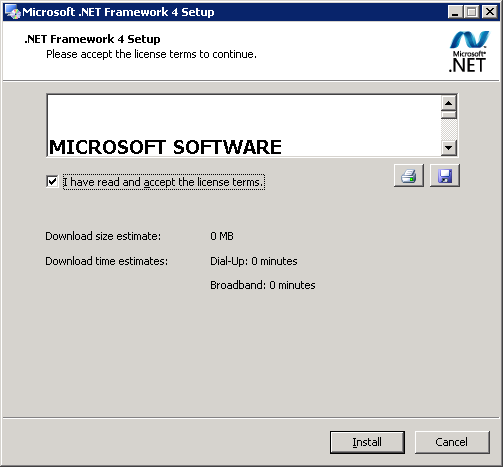 Microsoft .NET Framework 4 Setup
.NET Framework 4 Setup
Please accept the license terms to continue.
Microsoft®
.NET
MICROSOFT SOFTWARE
I have read and accept the license terms.
Download size estimate: 0 MB
Download time estimates: Dial-Up: 0 minutes
Broadband: 0 minutes
Install Cancel